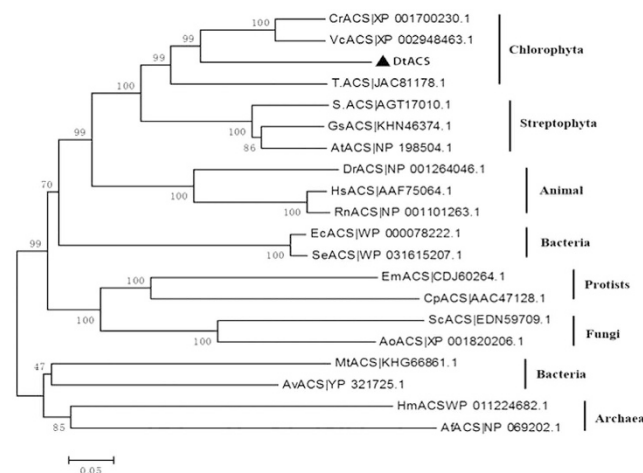 CrACS|XP 001700230.1
100
VcACS|XP 002948463.1
99
Chlorophyta
DtACS
99
T.ACS|JAC81178.1
100
S.ACS|AGT17010.1
100
GsACS|KHN46374.1
Streptophyta
86
AtACS|NP 198504.1
99
DrACS|NP 001264046.1
100
HsACS|AAF75064.1
Animal
100
RnACS|NP 001101263.1
70
EcACS|WP 000078222.1
Bacteria
100
SeACS|WP 031615207.1
99
EmACS|CDJ60264.1
Protists
100
CpACS|AAC47128.1
100
ScACS|EDN59709.1
Fungi
100
AoACS|XP 001820206.1
47
MtACS|KHG66861.1
Bacteria
AvACS|YP 321725.1
HmACSWP 011224682.1
Archaea
85
AfACS|NP 069202.1
0.05